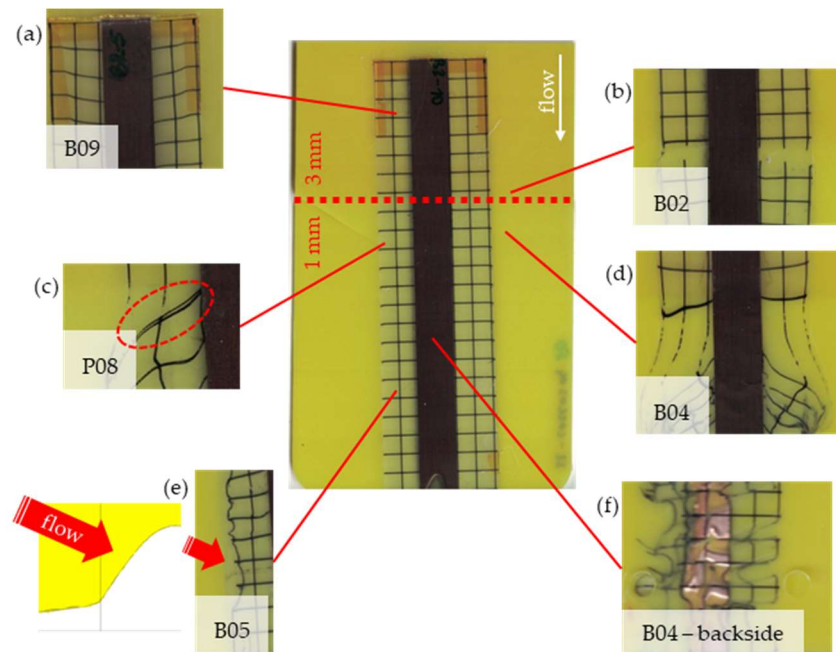 (a)
B09
flow
3 mm
1 mm
(b)
B02
(c)
P08
(d)
B04
(e)
flow
B05
(f)
B04 – backside